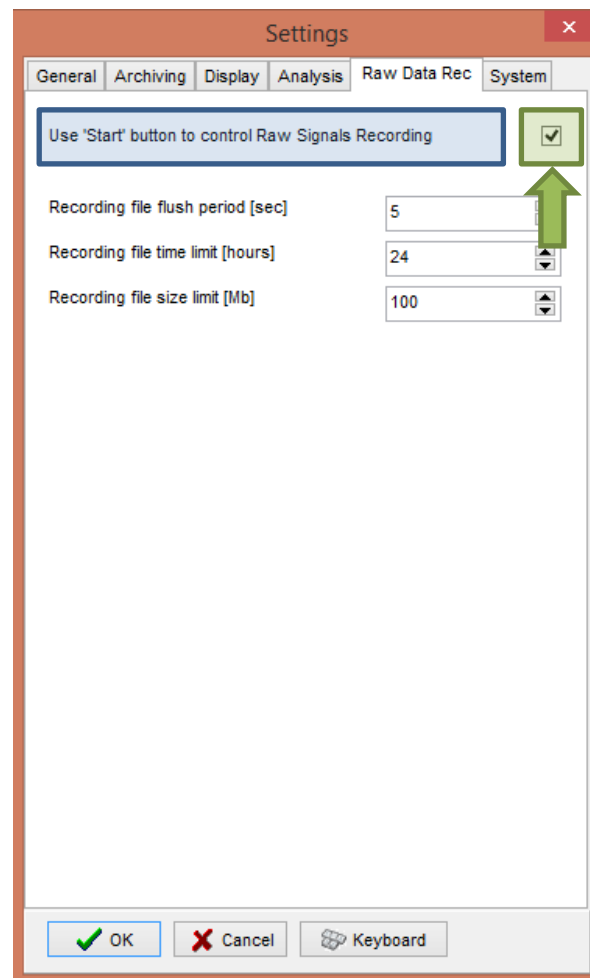 Settings
General Archiving Display Analysis Raw Data Rec System
Use 'Start' button to control Raw Signals Recording
Recording file flush period [sec] 5
Recording file time limit [hours] 24
Recording file size limit [Mb] 100
OK Cancel Keyboard